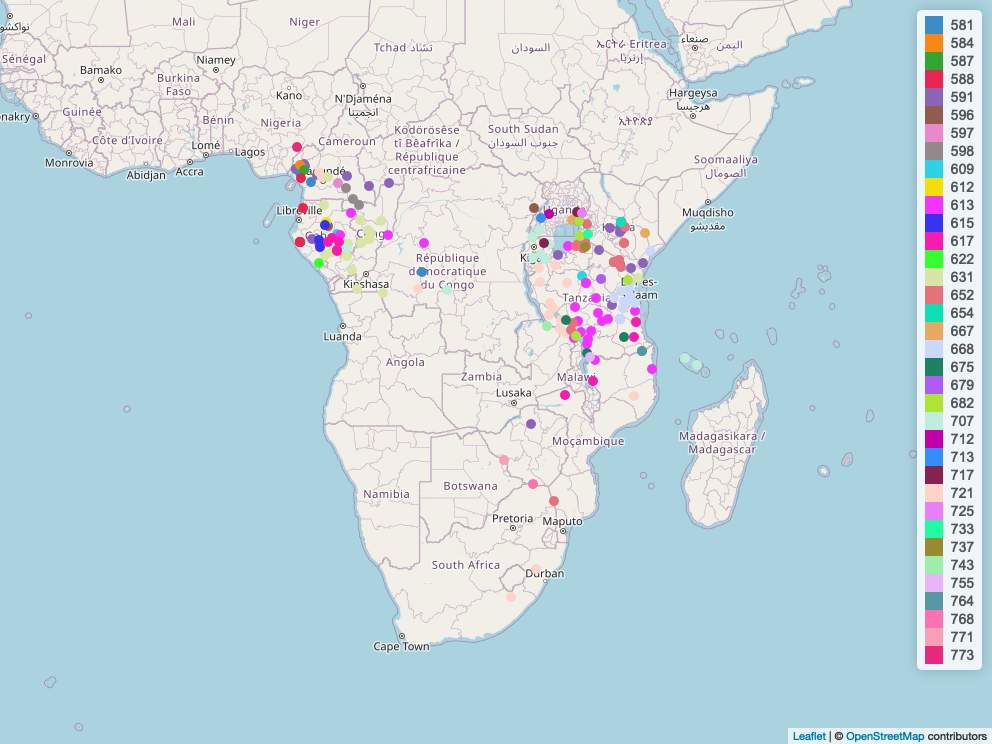 نواكشو
Mali
Niger
Tchad تشاد
السودان
ኤርትራ Eritrea
إرتريا
صنعاء
اليمن
Sénégal
Bamako
Niamey
Burkina
Faso
Kano
N'Djaména
انجمينا
Hargeysa
هرجيسا
nakry
Guinée
Bénin
Nigeria
Côte d'Ivoire
Lomé
Lagos
Cameroun
Ködörösêse
tî Bêafrîka /
République
centrafricaine
South Sudan
جنوب السودان
ኢትዮጵያ
Soomaaliya
الصومال
Monrovia
Abidjan
Accra
Libreville
Muqdisho
مقديشو
République
démocratique
du Congo
Kinshasa
Tanzania
Luanda
Angola
Zambia
Malawi
Lusaka
Moçambique
Madagasikara /
Madagascar
Namibia
Botswana
Pretoria
Maputo
South Africa
Durban
Cape Town
581
584
587
588
591
596
597
598
609
612
613
615
617
622
631
652
654
667
668
675
679
682
707
712
713
717
721
725
733
737
743
755
764
768
771
773
Leaflet | © OpenStreetMap contributors